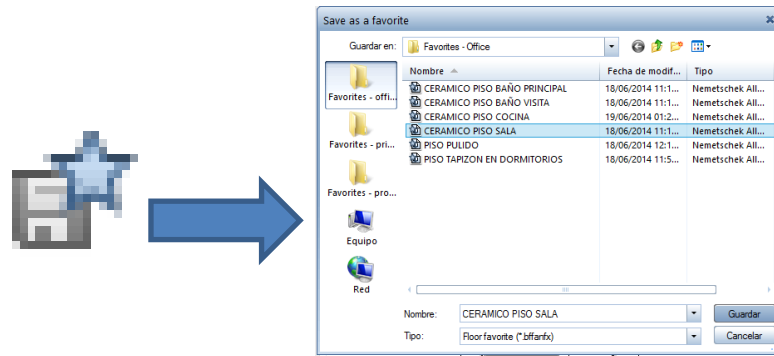 Save as a favorite
Guardar en: Favorites - Office
Nombre Fecha de modif... Tipo
Favorites - offi...
Favorites - pri...
Favorites - pro...
Equipo
Red
CERAMICO PISO BAÑO PRINCIPAL 18/06/2014 11:1... Nemetschek All...
CERAMICO PISO BAÑO VISITA 18/06/2014 11:1... Nemetschek All...
CERAMICO PISO COCINA 19/06/2014 01:2... Nemetschek All...
CERAMICO PISO SALA 18/06/2014 11:1... Nemetschek All...
PISO PULIDO 18/06/2014 12:1... Nemetschek All...
PISO TAPIZON EN DORMITORIOS 18/06/2014 11:5... Nemetschek All...
Nombre: CERAMICO PISO SALA Guardar
Tipo: Floor favorite (*.bffanfx) Cancelar